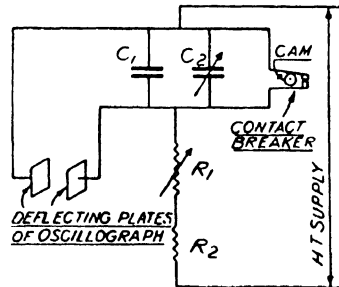 C1
C2
CAM
CONTACT
BREAKER
R1
DEFLECTING PLATES
OF OSCILLOGRAPH
R2
HT SUPPLY